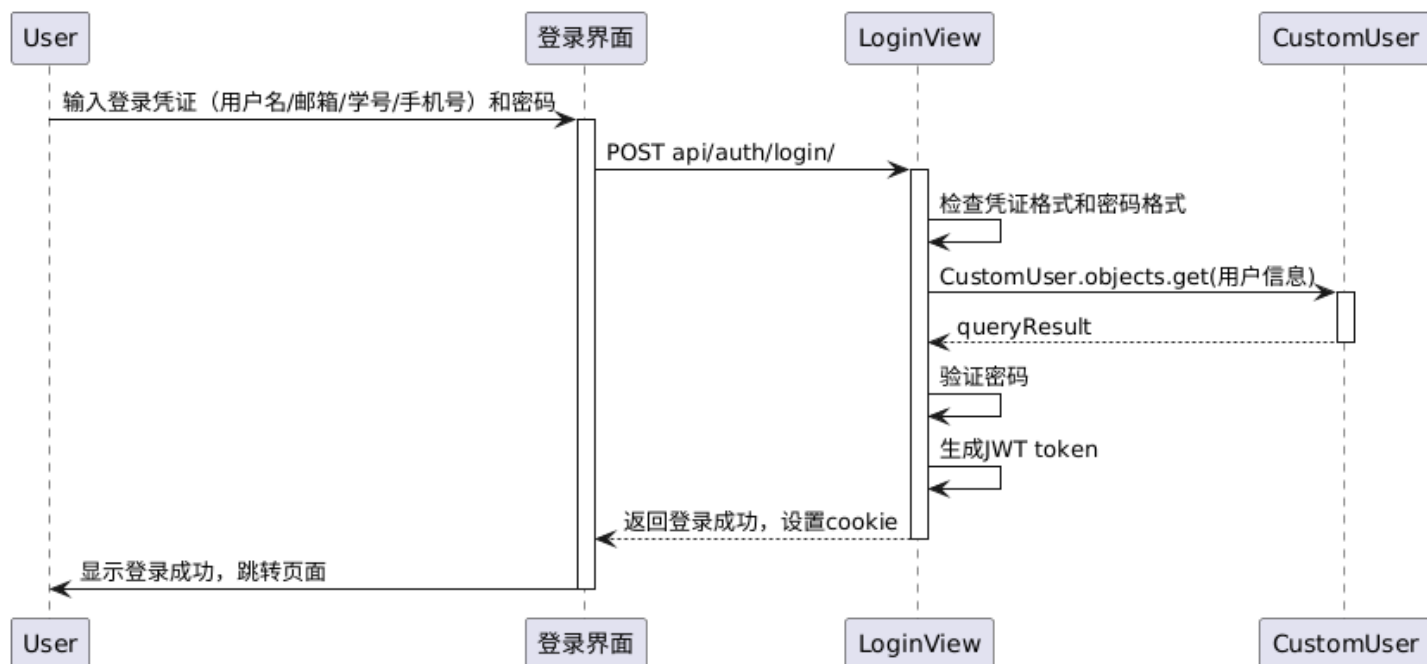 User 登录界面 LoginView CustomUser
输入登录凭证（用户名/邮箱/学号/手机号）和密码
POST api/auth/login/
检查凭证格式和密码格式
CustomUser.objects.get(用户信息)
queryResult
验证密码
生成JWT token
返回登录成功，设置cookie
显示登录成功，跳转页面
User 登录界面 LoginView CustomUser